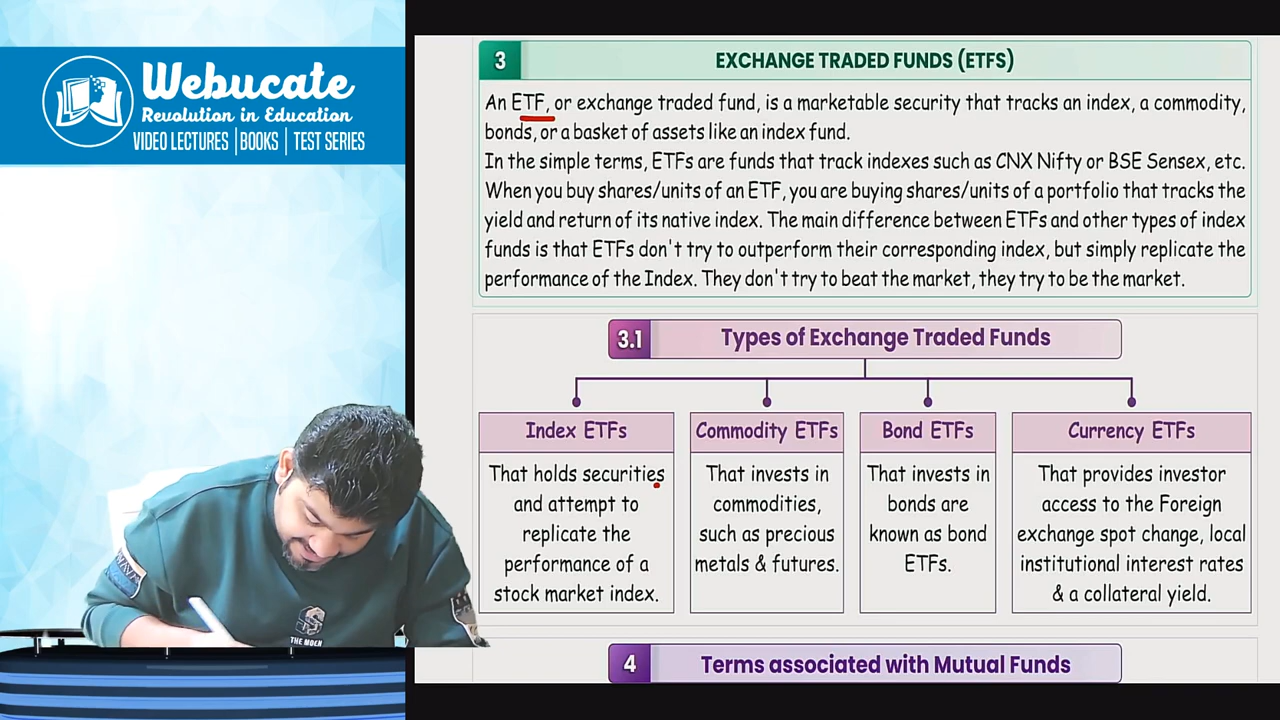 Webucate
Revolution in Education
VIDEO LECTURES | BOOKS | TEST SERIES
3
EXCHANGE TRADED FUNDS (ETFS)
An ETF, or exchange traded fund, is a marketable security that tracks an index, a commodity,
bonds, or a basket of assets like an index fund.
In the simple terms, ETFs are funds that track indexes such as CNX Nifty or BSE Sensex, etc.
When you buy shares/units of an ETF, you are buying shares/units of a portfolio that tracks the
yield and return of its native index. The main difference between ETFs and other types of index
funds is that ETFs don't try to outperform their corresponding index, but simply replicate the
performance of the Index. They don't try to beat the market, they try to be the market.
3.1
Types of Exchange Traded Funds
Index ETFs
That holds securities
and attempt to
replicate the
performance of a
stock market index.
Commodity ETFs
That invests in
commodities,
such as precious
metals & futures.
Bond ETFs
That invests in
bonds are
known as bond
ETFs.
Currency ETFs
That provides investor
access to the Foreign
exchange spot change, local
institutional interest rates
& a collateral yield.
4
Terms associated with Mutual Funds